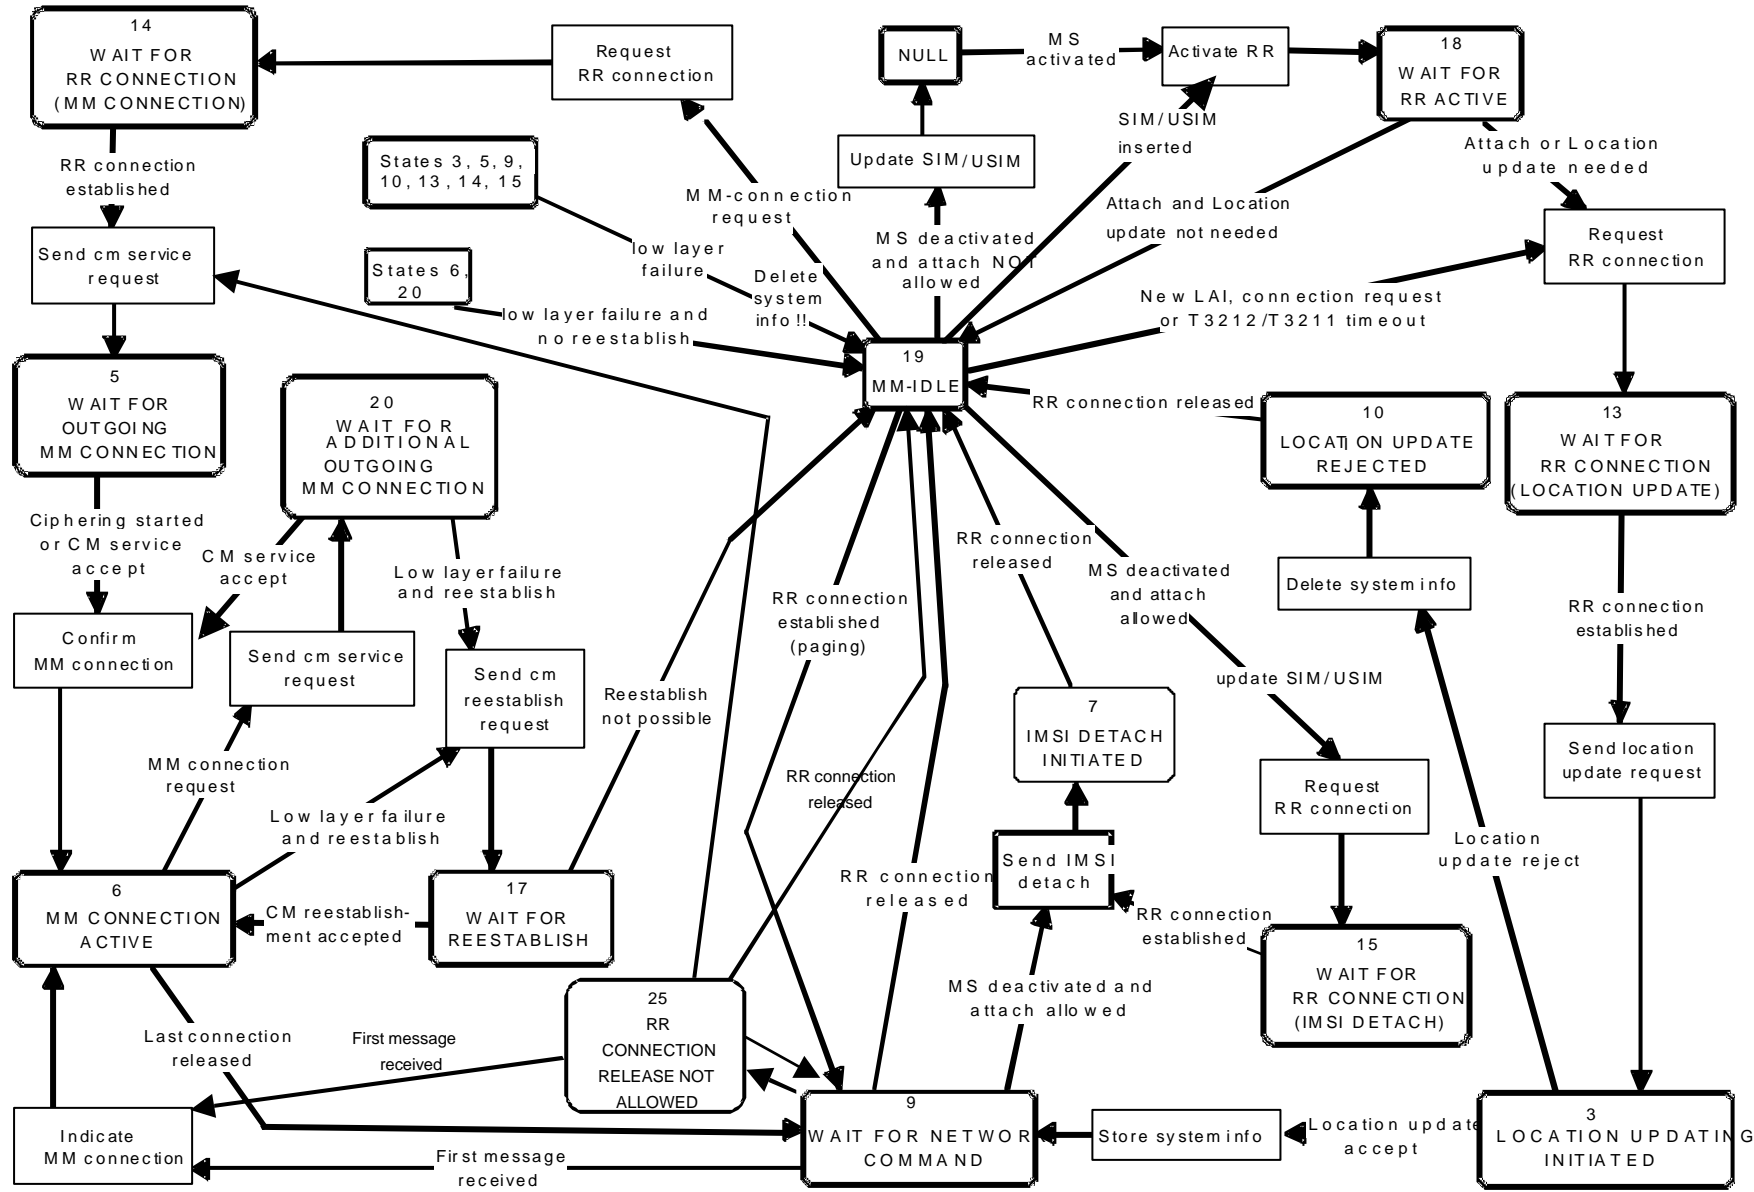 14
WAIT FOR
RR CONNECTION
(MM CONNECTION)
Request
RR connection
NULL
MS
activated
Activate RR
18
WAIT FOR
RR ACTIVE
RR connection
established
States 3, 5, 9,
10, 13, 14, 15
Update SIM/USIM
SIM/USIM
inserted
Attach or Location
update needed
MM-connection
request
Attach and Location
update not needed
Send cm service
request
States 6,
20
low layer
failure
Delete
system
info!!
MS deactivated
and attach NOT
allowed
Request
RR connection
low layer failure and
no reestablish
New LAI, connection request
or T3212/T3211 timeout
5
WAIT FOR
OUTGOING
MM CONNECTION
20
WAIT FOR
ADDITIONAL
OUTGOING
MM CONNECTION
19
MM-IDLE
RR connection released
10
LOCATION UPDATE
REJECTED
13
WAIT FOR
RR CONNECTION
(LOCATION UPDATE)
Ciphering started
or CM service
accept
CM service
accept
Low layer failure
and reestablish
RR connection
released
MS deactivated
and attach
allowed
Delete system info
RR connection
established
RR connection
established
(paging)
Confirm
MM connection
Send cm service
request
Send cm
reestablish
request
Reestablish
not possible
update SIM/USIM
7
IMSI DETACH
INITIATED
Send location
update request
MM connection
request
RR connection
released
Request
RR connection
Low layer failure
and reestablish
Location
update reject
Send IMSI
detach
6
MM CONNECTION
ACTIVE
CM reestablish-
ment accepted
17
WAIT FOR
REESTABLISH
RR connection
released
RR connection
established
15
WAIT FOR
RR CONNECTION
(IMSI DETACH)
MS deactivated and
attach allowed
Last connection
released
First message
received
25
RR
CONNECTION
RELEASE NOT
ALLOWED
Indicate
MM connection
First message
received
9
WAIT FOR NETWOR
COMMAND
Store system info
Location update
accept
3
LOCATION UPDATING
INITIATED